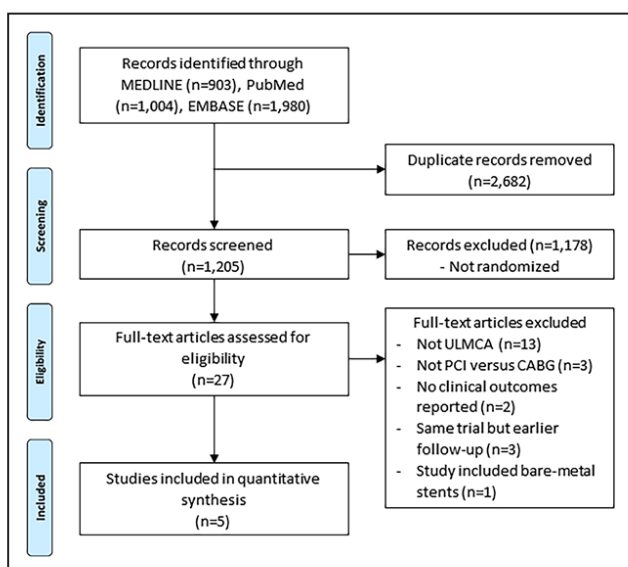 Identification
Records identified through
MEDLINE (n=903), PubMed
(n=1,004), EMBASE (n=1,980)
Duplicate records removed
(n=2,682)
Screening
Records screened
(n=1,205)
Records excluded (n=1,178)
- Not randomized
Eligibility
Full-text articles assessed for
eligibility
(n=27)
Full-text articles excluded
- Not ULMCA (n=13)
- Not PCI versus CABG (n=3)
- No clinical outcomes
reported (n=2)
- Same trial but earlier
follow-up (n=3)
- Study included bare-metal
stents (n=1)
Included
Studies included in quantitative
synthesis
(n=5)